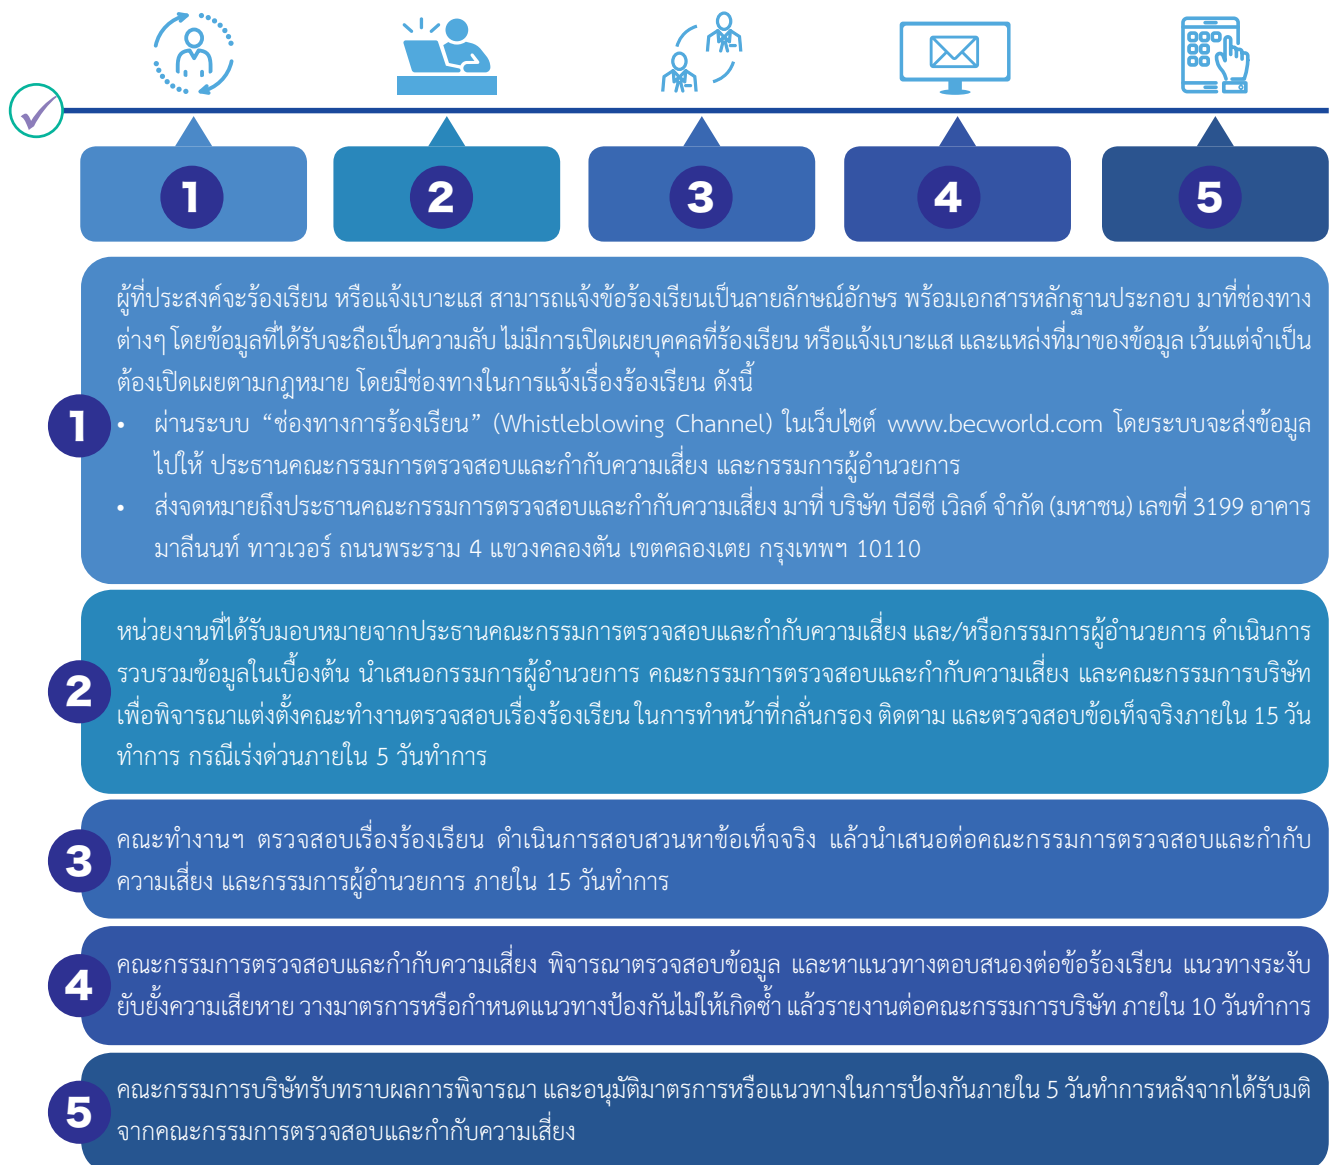 1
2
3
4
5
ผู้ที่ประสงค์จะร้องเรียน หรือแจ้งเบาะแส สามารถแจ้งข้อร้องเรียนเป็นลายลักษณ์อักษร พร้อมเอกสารหลักฐานประกอบ มาที่ช่องทาง
ต่างๆ โดยข้อมูลที่ได้รับจะถือเป็นความลับ ไม่มีการเปิดเผยบุคคลที่ร้องเรียน หรือแจ้งเบาะแส และแหล่งที่มาของข้อมูล เว้นแต่จำเป็น
ต้องเปิดเผยตามกฎหมาย โดยมีช่องทางในการแจ้งเรื่องร้องเรียน ดังนี้
1
• ผ่านระบบ “ช่องทางการร้องเรียน” (Whistleblowing Channel) ในเว็บไซต์ www.becworld.com โดยระบบจะส่งข้อมูล
ไปให้ ประธานคณะกรรมการตรวจสอบและกำกับความเสี่ยง และกรรมการผู้อำนวยการ
• ส่งจดหมายถึงประธานคณะกรรมการตรวจสอบและกำกับความเสี่ยง มาที่ บริษัท บีอีซี เวิลด์ จำกัด (มหาชน) เลขที่ 3199 อาคาร
มาลีนนท์ ทาวเวอร์ ถนนพระราม 4 แขวงคลองตัน เขตคลองเตย กรุงเทพฯ 10110
หน่วยงานที่ได้รับมอบหมายจากประธานคณะกรรมการตรวจสอบและกำกับความเสี่ยง และ/หรือกรรมการผู้อำนวยการ ดำเนินการ
รวบรวมข้อมูลในเบื้องต้น นำเสนอกรรมการผู้อำนวยการ คณะกรรมการตรวจสอบและกำกับความเสี่ยง และคณะกรรมการบริษัท
2
เพื่อพิจารณาแต่งตั้งคณะทำงานตรวจสอบเรื่องร้องเรียน ในการทำหน้าที่กลั่นกรอง ติดตาม และตรวจสอบข้อเท็จจริงภายใน 15 วัน
ทำการ กรณีเร่งด่วนภายใน 5 วันทำการ
3
คณะทำงานฯ ตรวจสอบเรื่องร้องเรียน ดำเนินการสอบสวนหาข้อเท็จจริง แล้วนำเสนอต่อคณะกรรมการตรวจสอบและกำกับ
ความเสี่ยง และกรรมการผู้อำนวยการ ภายใน 15 วันทำการ
4
คณะกรรมการตรวจสอบและกำกับความเสี่ยง พิจารณาตรวจสอบข้อมูล และหาแนวทางตอบสนองต่อข้อร้องเรียน แนวทางระงับ
ยับยั้งความเสียหาย วางมาตรการหรือกำหนดแนวทางป้องกันไม่ให้เกิดซ้ำ แล้วรายงานต่อคณะกรรมการบริษัท ภายใน 10 วันทำการ
5
คณะกรรมการบริษัทรับทราบผลการพิจารณา และอนุมัติมาตรการหรือแนวทางในการป้องกันภายใน 5 วันทำการหลังจากได้รับมติ
จากคณะกรรมการตรวจสอบและกำกับความเสี่ยง